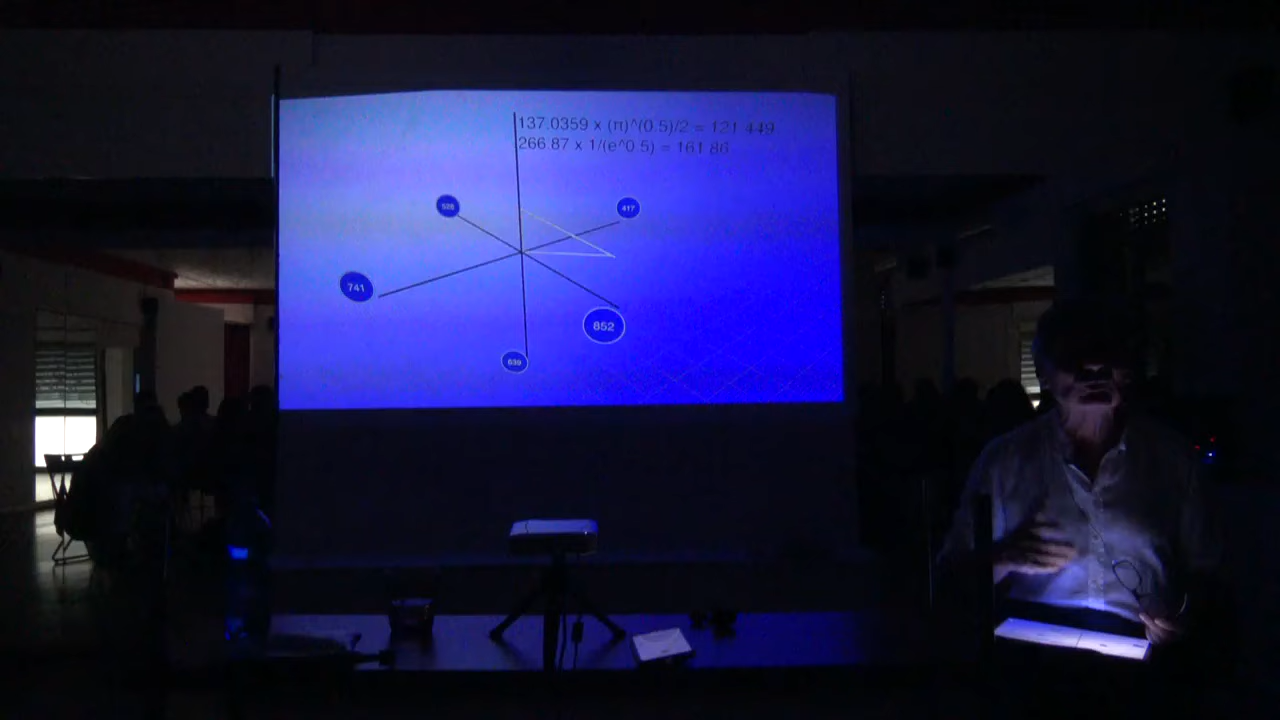 137.0359 x (π)^(0.5)/2 = 121.449
266.87 x 1/(e^0.5) = 161.86
528
417
741
852
639